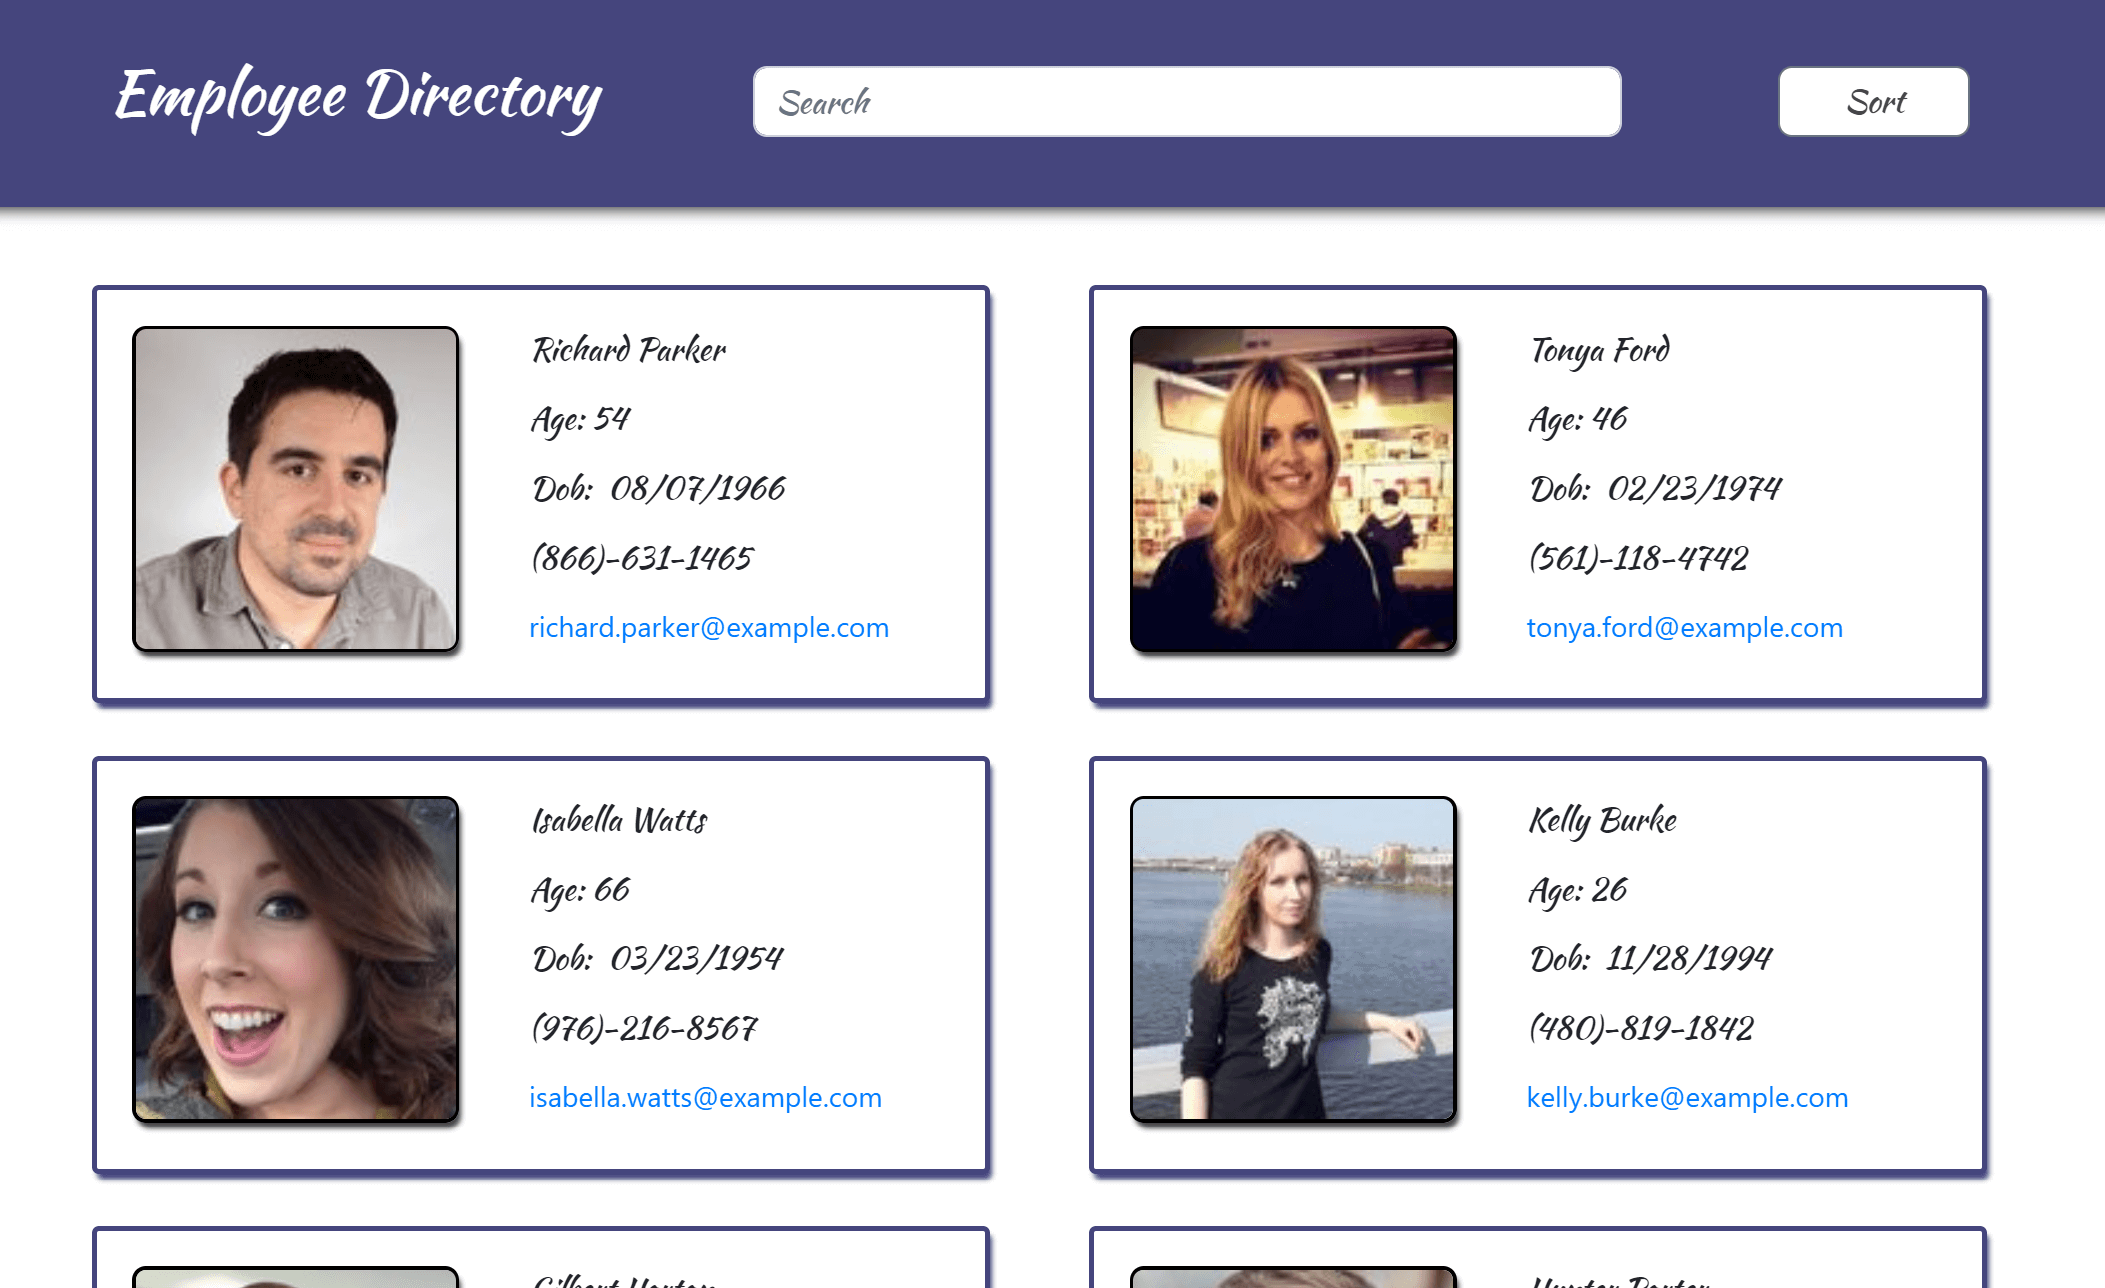 Employee Directory
Search
Sort
Richard Parker
Age: 54
Dob: 08/07/1966
(866)-631-1465
richard.parker@example.com
Tonya Ford
Age: 46
Dob: 02/23/1974
(561)-118-4742
tonya.ford@example.com
Isabella Watts
Age: 66
Dob: 03/23/1954
(976)-216-8567
isabella.watts@example.com
Kelly Burke
Age: 26
Dob: 11/28/1994
(480)-819-1842
kelly.burke@example.com